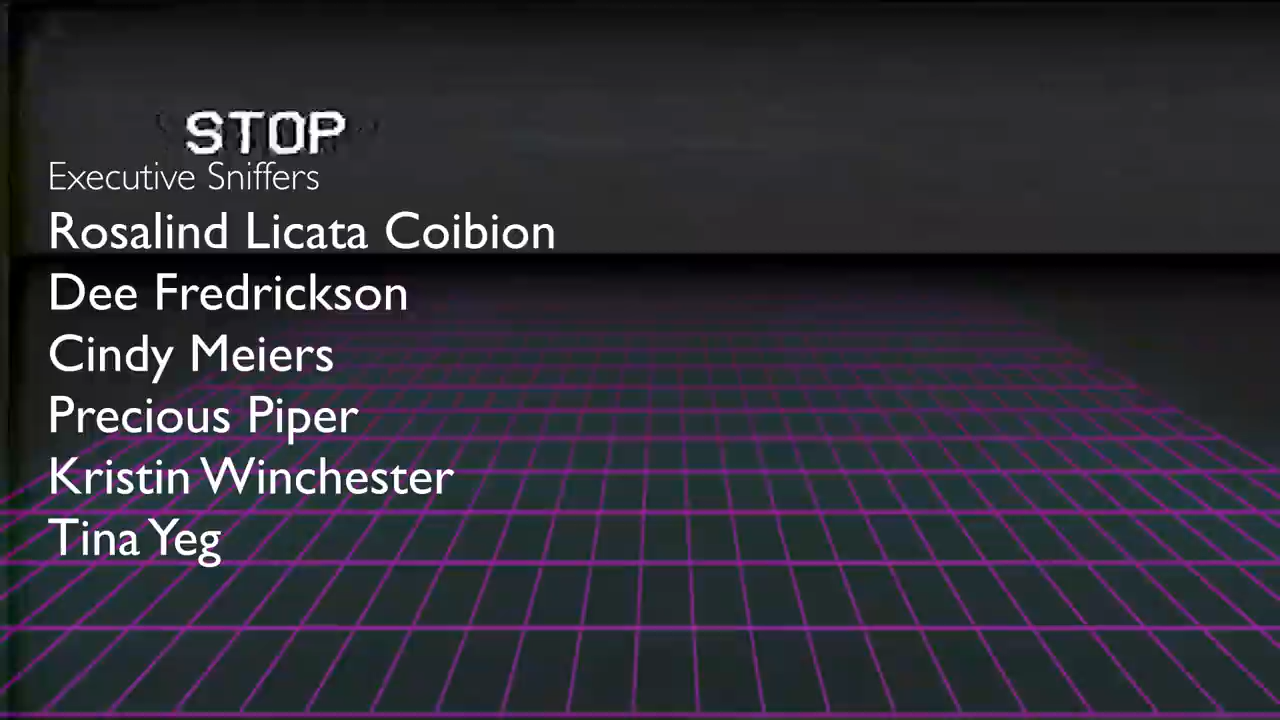 STOP
Executive Sniffers
Rosalind Licata Coibion
Dee Fredrickson
Cindy Meiers
Precious Piper
Kristin Winchester
Tina Yeg